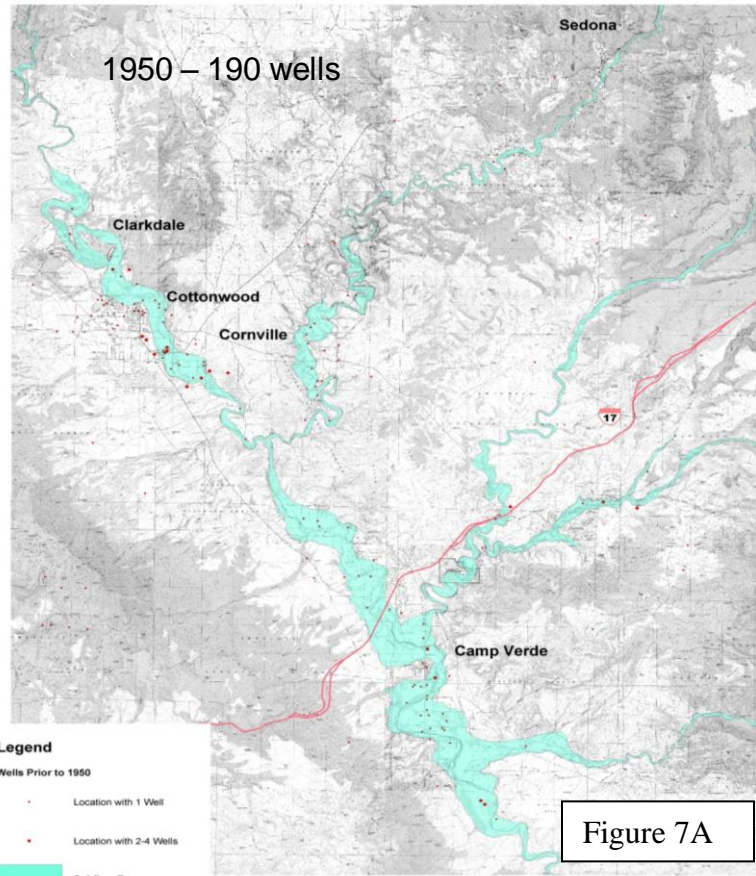 Sedona
1950 – 190 wells
Clarkdale
Cottonwood
Cornville
17
Camp Verde
Legend
Wells Prior to 1950
Location with 1 Well
Location with 2-4 Wells
Figure 7A